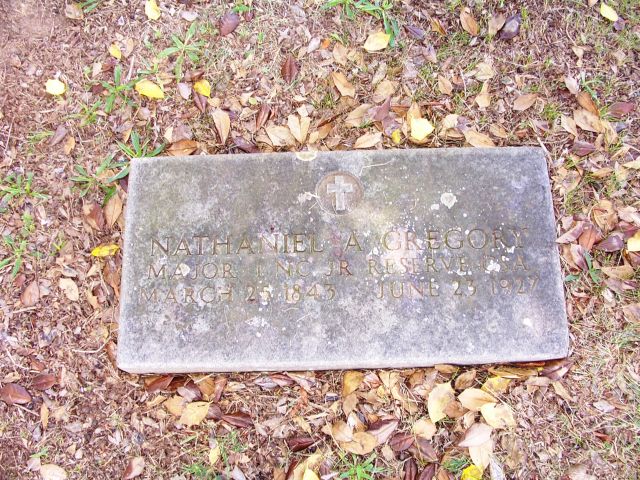 NATHANIEL A GREGORY
MAJOR 1 NC JR RESERVE CSA
MARCH 25 1843 JUNE 23 1927